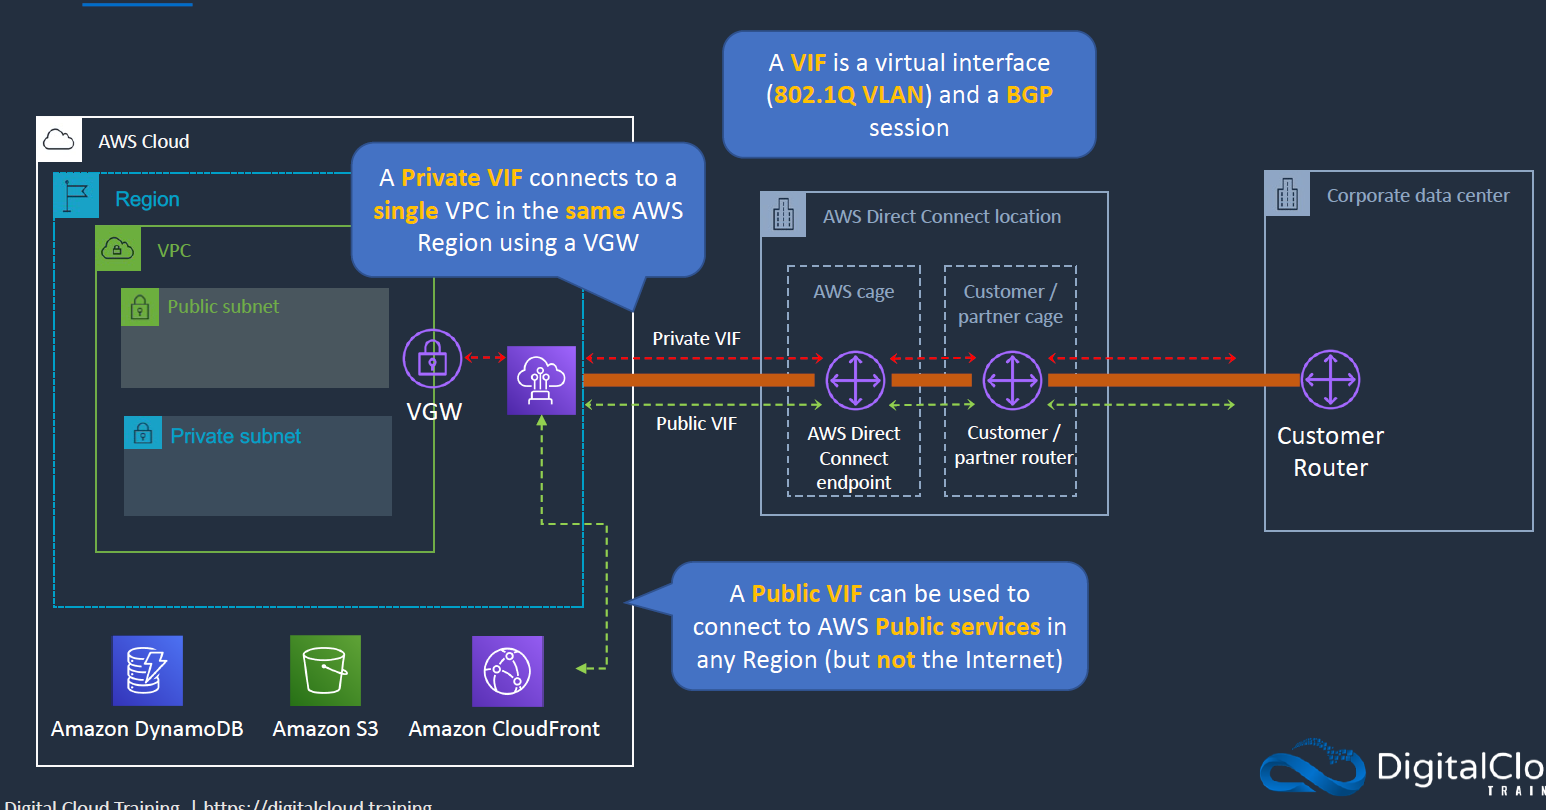 A VIF is a virtual interface
(802.1Q VLAN) and a BGP
session
AWS Cloud
A Private VIF connects to a
single VPC in the same AWS
Region using a VGW
Region
VPC
Public subnet
Private subnet
VGW
Private VIF
Public VIF
AWS Direct Connect location
AWS cage
Customer /
partner cage
AWS Direct
Connect
endpoint
Customer /
partner router
Corporate data center
Customer
Router
A Public VIF can be used to
connect to AWS Public services in
any Region (but not the Internet)
Amazon DynamoDB
Amazon S3
Amazon CloudFront
DigitalClo
TRAIN
Digital Cloud Training | https://digitalcloud.training